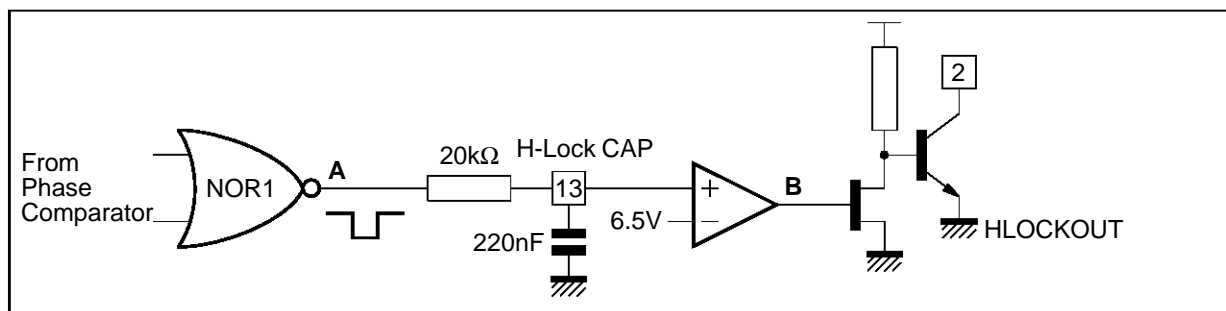 From
Phase
Comparator
NOR1
A
20kΩ
H-Lock CAP
13
220nF
6.5V
+
−
B
2
HLOCKOUT